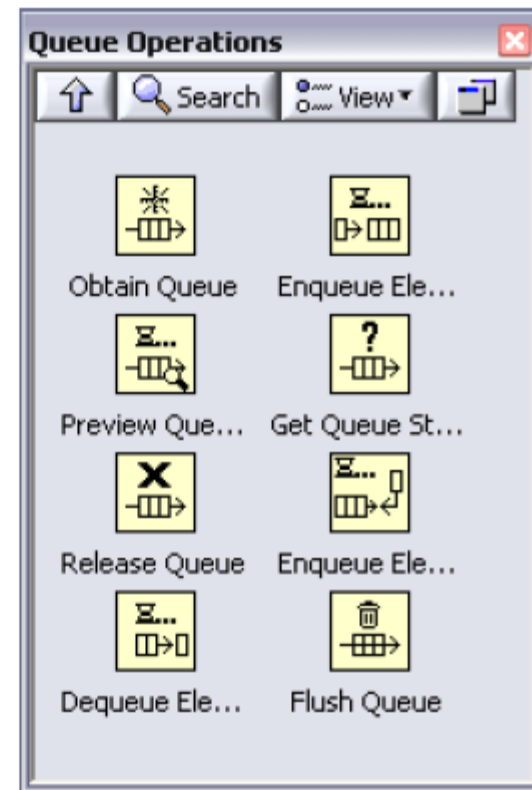 Queue Operations
Search View
Obtain Queue Enqueue Ele...
?
Preview Que... Get Queue St...
Release Queue Enqueue Ele...
Dequeue Ele... Flush Queue